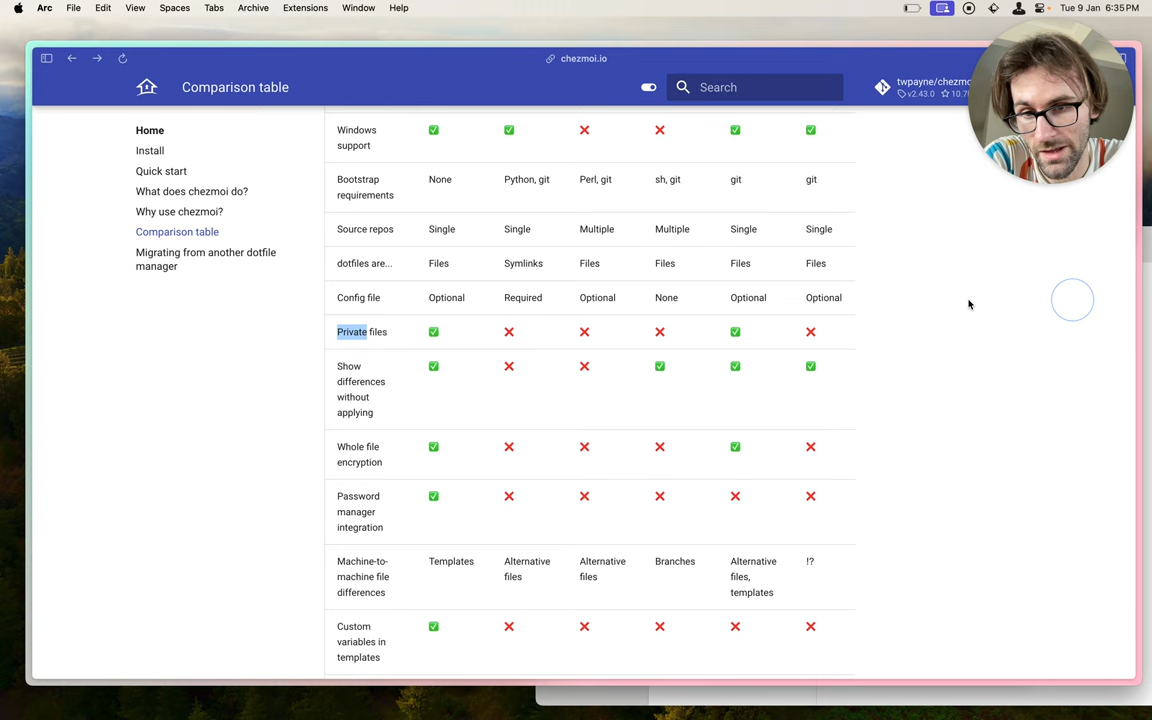 Arc File Edit View Spaces Tabs Archive Extensions Window Help Tue 9 Jan 6:35 PM
chezmoi.io
Comparison table Search twpayne/chezmo
v2.43.0 10.7
Home
Install
Quick start
What does chezmoi do?
Why use chezmoi?
Comparison table
Migrating from another dotfile
manager
Windows
support ✅ ✅ ❌ ❌ ✅ ✅
Bootstrap
requirements None Python, git Perl, git sh, git git git
Source repos Single Single Multiple Multiple Single Single
dotfiles are... Files Symlinks Files Files Files Files
Config file Optional Required Optional None Optional Optional
Private files ✅ ❌ ❌ ❌ ✅ ❌
Show
differences
without
applying ✅ ❌ ❌ ✅ ✅ ✅
Whole file
encryption ✅ ❌ ❌ ❌ ✅ ❌
Password
manager
integration ✅ ❌ ❌ ❌ ❌ ❌
Machine-to-
machine file
differences Templates Alternative
files Alternative
files Branches Alternative
files,
templates !?
Custom
variables in
templates ✅ ❌ ❌ ❌ ❌ ❌